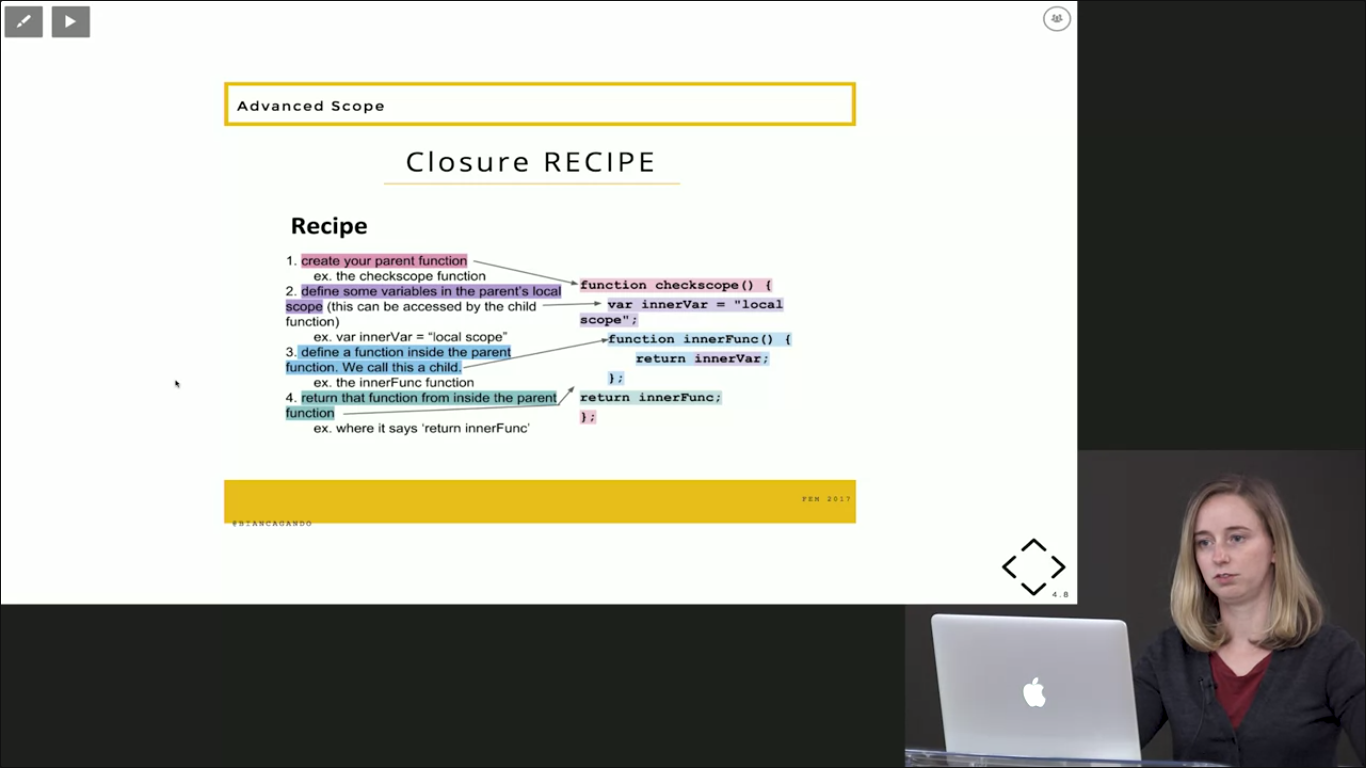 Advanced Scope
Closure RECIPE
Recipe
1. create your parent function
ex. the checkscope function
2. define some variables in the parent's local
scope (this can be accessed by the child
function)
ex. var innerVar = “local scope”
3. define a function inside the parent
function. We call this a child.
ex. the innerFunc function
4. return that function from inside the parent
function
ex. where it says ‘return innerFunc’
function checkscope() {
var innerVar = "local
scope";
function innerFunc() {
return innerVar;
};
return innerFunc;
};
FEM 2017
@BIANCAGANDO
4.8